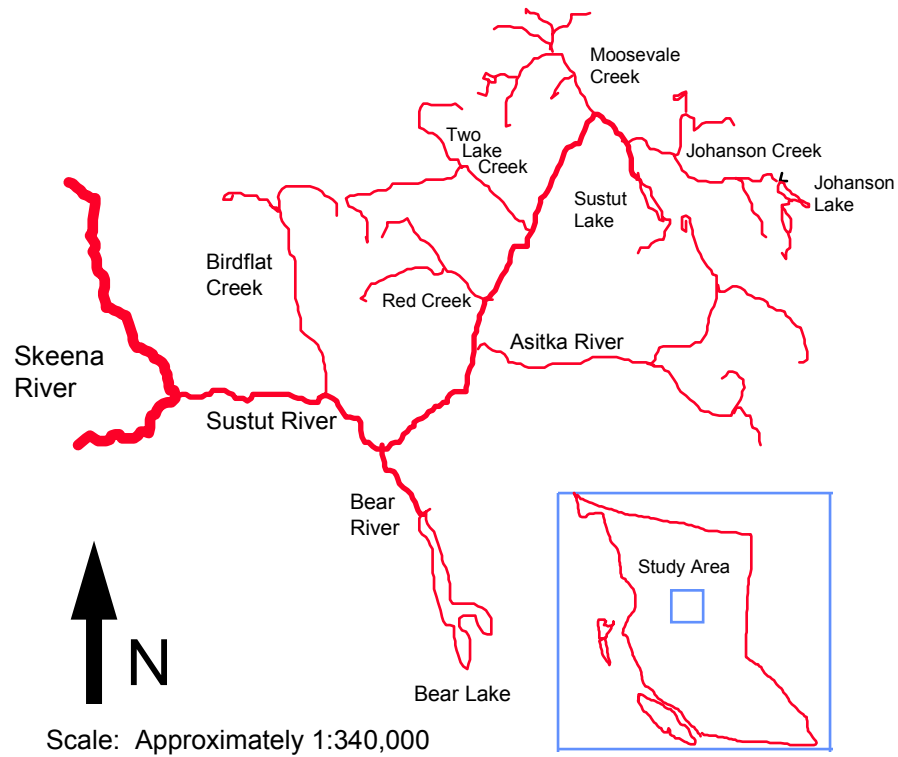 Moosevale
Creek
Two
Lake
Creek
Johanson Creek
Johanson
Lake
Sustut
Lake
Birdflat
Creek
Red Creek
Asitka River
Skeena
River
Sustut River
Bear
River
Study Area
N
Bear Lake
Scale: Approximately 1:340,000